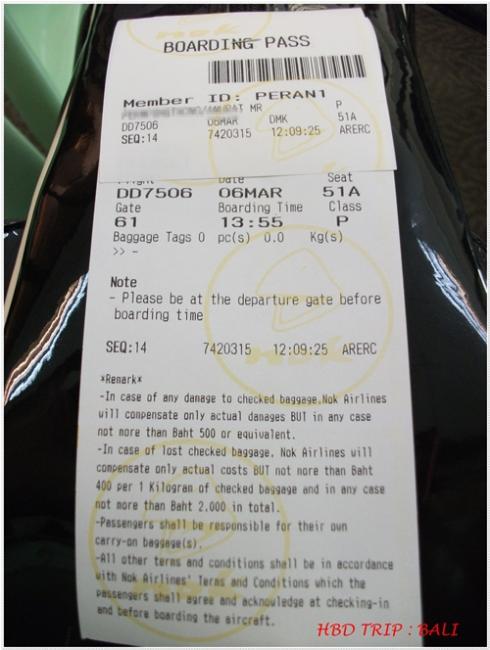 BOARDING PASS
Member ID: PERAN1
MR P
DD7506 06MAR DMK 51A
SEQ:14 7420315 12:09:25 ARERC
Date Seat
DD7506 06MAR 51A
Gate Boarding Time Class
61 13:55 P
Baggage Tags 0 pc(s) 0.0 Kg(s)
>> -
Note
- Please be at the departure gate before
boarding time
SEQ:14 7420315 12:09:25 ARERC
*Remark*
-In case of any damage to checked baggage.Nok Airlines
will compensate only actual damages BUT in any case
not more than Baht 500 or equivalent.
-In case of lost checked baggage. Nok Airlines will
compensate only actual costs BUT not more than Baht
400 per 1 Kilogran of checked baggage and in any case
not more than Baht 2.000 in total.
-Passengers shall be responsible for their own
carry-on baggage(s).
-All other terms and conditions shall be in accordance
with Nok Airlines' Terms and Conditions which the
passengers shall agree and acknowledge at checking-in
and before boarding the aircraft.
HBD TRIP : BALI